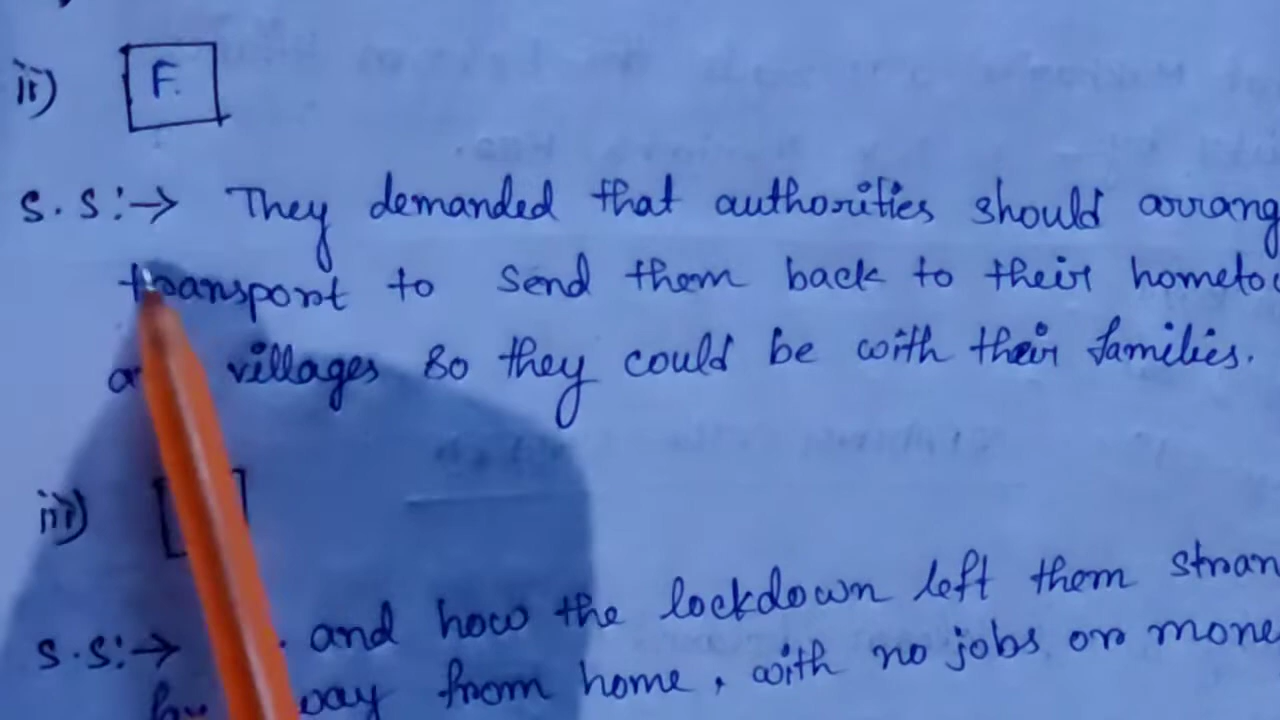 ii) F.
S.S:→ They demanded that authorities should arrang
transport to send them back to their hometo
villages so they could be with their families.
iii)
S.S:→ . and how the lockdown left them stran
way from home, with no jobs or mone